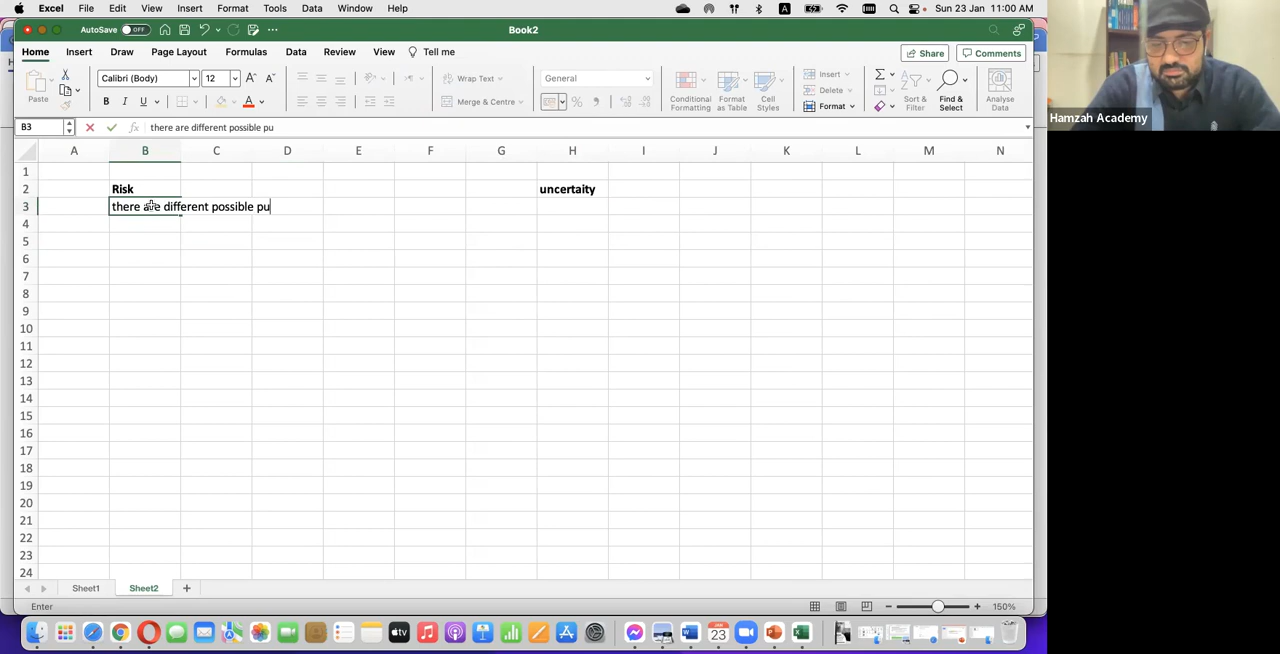 Excel File Edit View Insert Format Tools Data Window Help Sun 23 Jan 11:00 AM
AutoSave OFF Book2
Home Insert Draw Page Layout Formulas Data Review View Tell me Share Comments
Paste Calibri (Body) 12 Wrap Text General Conditional Formatting Format as Table Cell Styles Insert Sort & Filter Find & Select Analyse Data
B I U A Merge & Centre Delete
Format
B3 fx there are different possible pu
A B C D E F G H I J K L M N
1
2 Risk uncertaity
3 there are different possible pu
4
5
6
7
8
9
10
11
12
13
14
15
16
17
18
19
20
21
22
23
24
Sheet1 Sheet2 +
Enter 150%
Hamzah Academy